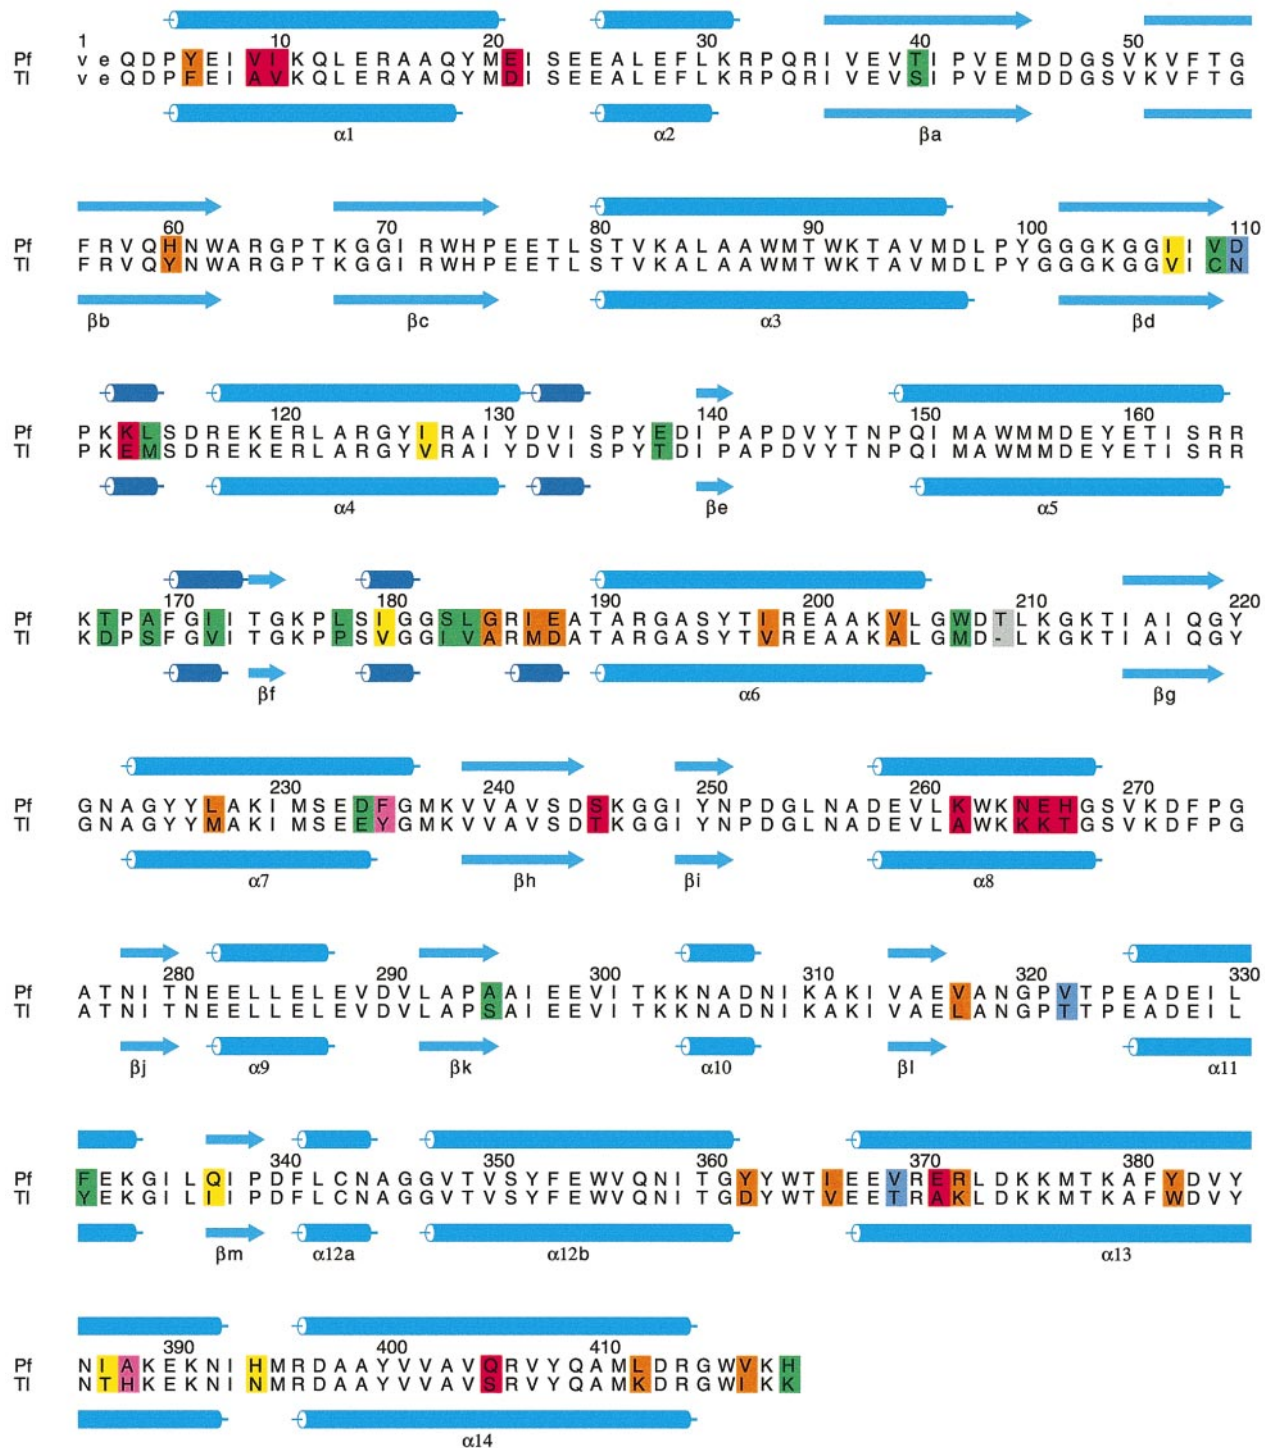 1 10 20 30 40 50
Pf v e Q D P Y E I V I K Q L E R A A Q Y M E I S E E A L E F L K R P Q R I V E V T I P V E M D D G S V K V F T G
Tl v e Q D P F E I A V K Q L E R A A Q Y M D I S E E A L E F L K R P Q R I V E V S I P V E M D D G S V K V F T G
α1 α2 βa
60 70 80 90 100 110
Pf F R V Q H N W A R G P T K G G I R W H P E E T L S T V K A L A A W M T W K T A V M D L P Y G G G K G G I I V D
Tl F R V Q Y N W A R G P T K G G I R W H P E E T L S T V K A L A A W M T W K T A V M D L P Y G G G K G G V I C N
βb βc α3 βd
120 130 140 150 160
Pf P K K L S D R E K E R L A R G Y I R A I Y D V I S P Y E D I P A P D V Y T N P Q I M A W M M D E Y E T I S R R
Tl P K E M S D R E K E R L A R G Y V R A I Y D V I S P Y T D I P A P D V Y T N P Q I M A W M M D E Y E T I S R R
α4 βe α5
170 180 190 200 210 220
Pf K T P A F G I I T G K P L S I G G S L G R I E A T A R G A S Y T I R E A A K V L G W D T L K G K T I A I Q G Y
Tl K D P S F G V I T G K P P S V G G I V A R M D A T A R G A S Y T V R E A A K A L G M D - L K G K T I A I Q G Y
βf α6 βg
230 240 250 260 270
Pf G N A G Y Y L A K I M S E D F G M K V V A V S D S K G G I Y N P D G L N A D E V L K W K N E H G S V K D F P G
Tl G N A G Y Y M A K I M S E E Y G M K V V A V S D T K G G I Y N P D G L N A D E V L A W K K K T G S V K D F P G
α7 βh βi α8
280 290 300 310 320 330
Pf A T N I T N E E L L E L E V D V L A P A A I E E V I T K K N A D N I K A K I V A E V A N G P V T P E A D E I L
Tl A T N I T N E E L L E L E V D V L A P S A I E E V I T K K N A D N I K A K I V A E L A N G P T T P E A D E I L
βj α9 βk α10 βl α11
340 350 360 370 380
Pf F E K G I L Q I P D F L C N A G G V T V S Y F E W V Q N I T G Y Y W T I E E V R E R L D K K M T K A F Y D V Y
Tl Y E K G I L I I P D F L C N A G G V T V S Y F E W V Q N I T G D Y W T V E E T R A K L D K K M T K A F W D V Y
βm α12a α12b α13
390 400 410
Pf N I A K E K N I H M R D A A Y V V A V Q R V Y Q A M L D R G W V K H
Tl N T H K E K N I N M R D A A Y V V A V S R V Y Q A M K D R G W I K K
α14